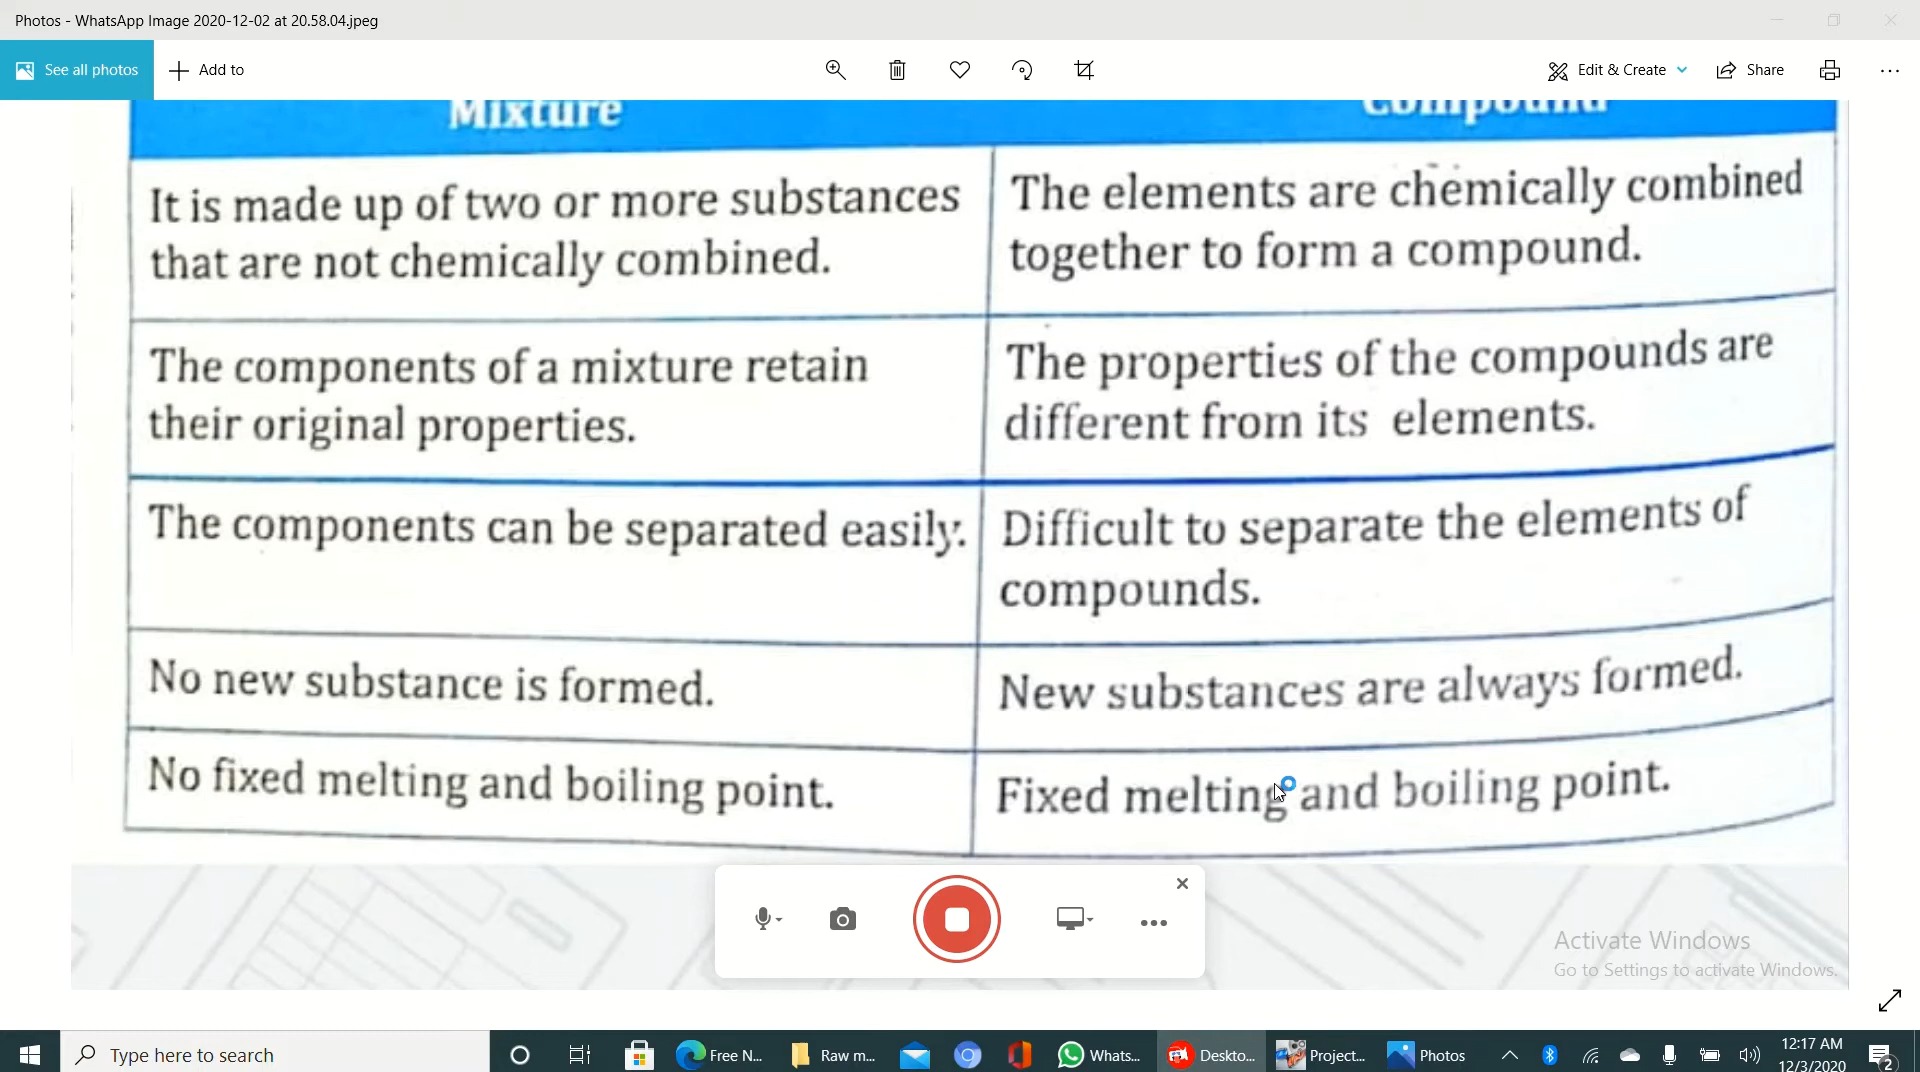 Photos - WhatsApp Image 2020-12-02 at 20.58.04.jpeg
See all photos
Add to
Edit & Create
Share
Mixture
Compound
It is made up of two or more substances
that are not chemically combined.
The elements are chemically combined
together to form a compound.
The components of a mixture retain
their original properties.
The properties of the compounds are
different from its elements.
The components can be separated easily.
Difficult to separate the elements of
compounds.
No new substance is formed.
New substances are always formed.
No fixed melting and boiling point.
Fixed melting and boiling point.
Activate Windows
Go to Settings to activate Windows.
Type here to search
Free N...
Raw m...
Whats...
Deskto...
Project...
Photos
12:17 AM
12/3/2020
2